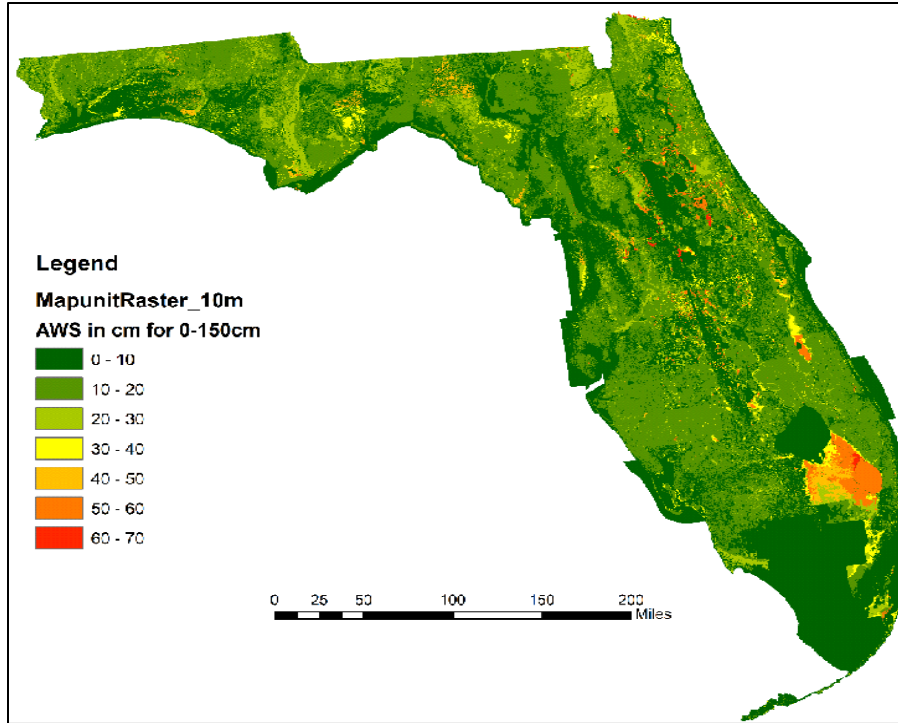 Legend
MapunitRaster_10m
AWS in cm for 0-150cm
0 - 10
10 - 20
20 - 30
30 - 40
40 - 50
50 - 60
60 - 70
0 25 50 100 150 200
Miles